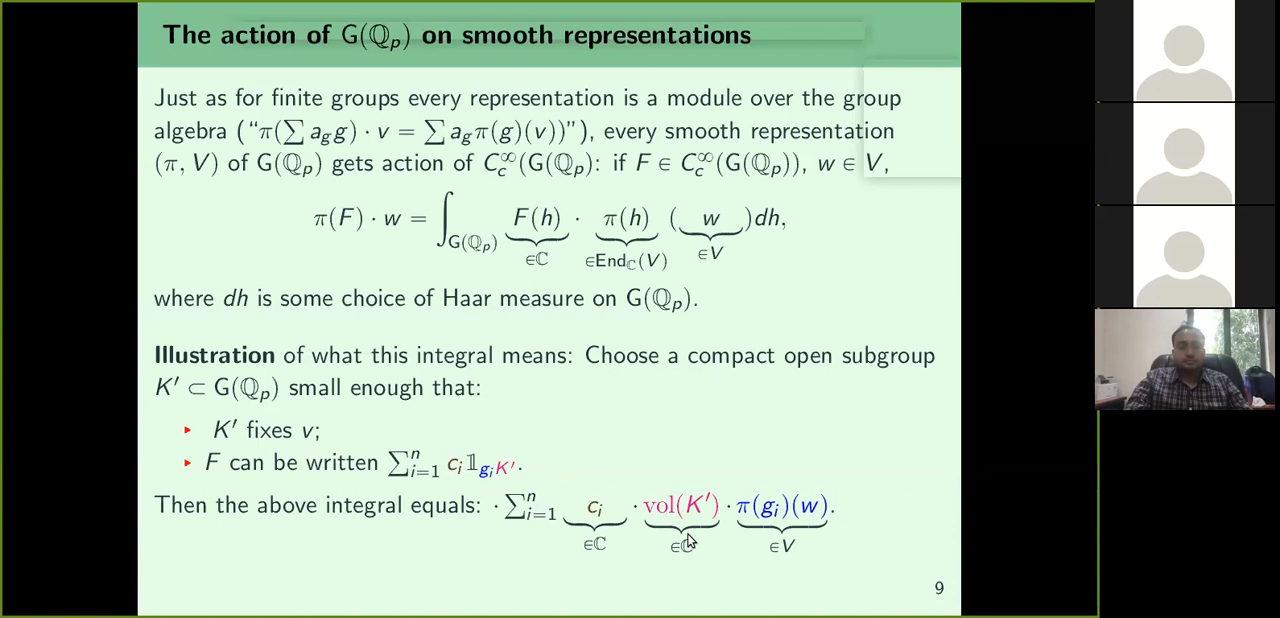 The action of G(ℚ_p) on smooth representations
Just as for finite groups every representation is a module over the group
algebra (“π(∑ a_g g) · v = ∑ a_g π(g)(v))”), every smooth representation
(π, V) of G(ℚ_p) gets action of C_c^∞(G(ℚ_p): if F ∈ C_c^∞(G(ℚ_p)), w ∈ V,
π(F) · w = ∫_{G(ℚ_p)} F(h) · π(h) ( w )dh,
∈ℂ ∈End_ℂ(V) ∈V
where dh is some choice of Haar measure on G(ℚ_p).
Illustration of what this integral means: Choose a compact open subgroup
K′ ⊂ G(ℚ_p) small enough that:
▸ K′ fixes v;
▸ F can be written ∑_{i=1}^n c_i 𝟙_{g_i K′}.
Then the above integral equals: · ∑_{i=1}^n c_i · vol(K′) · π(g_i)(w).
∈ℂ ∈ℂ ∈V
9